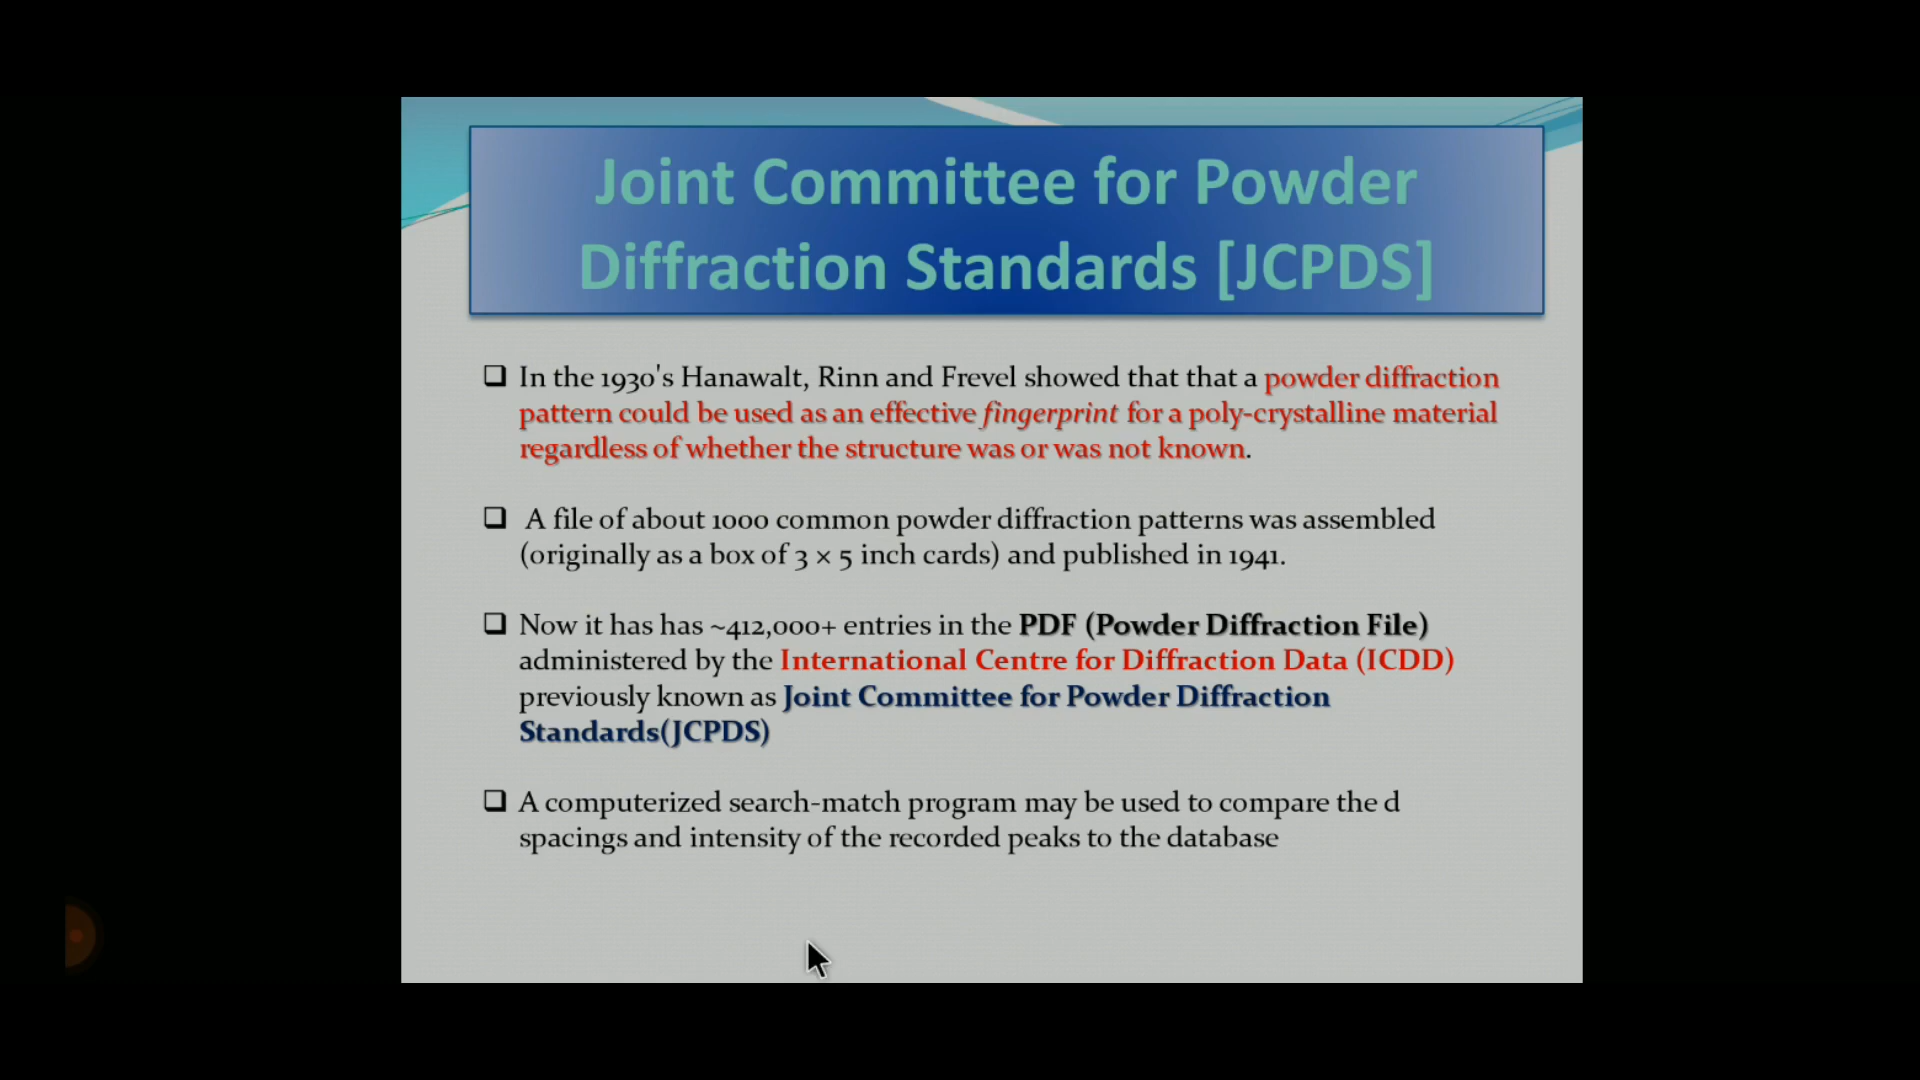 Joint Committee for Powder
Diffraction Standards [JCPDS]
❑ In the 1930's Hanawalt, Rinn and Frevel showed that that a powder diffraction
pattern could be used as an effective fingerprint for a poly-crystalline material
regardless of whether the structure was or was not known.
❑ A file of about 1000 common powder diffraction patterns was assembled
(originally as a box of 3 × 5 inch cards) and published in 1941.
❑ Now it has has ~412,000+ entries in the PDF (Powder Diffraction File)
administered by the International Centre for Diffraction Data (ICDD)
previously known as Joint Committee for Powder Diffraction
Standards(JCPDS)
❑ A computerized search-match program may be used to compare the d
spacings and intensity of the recorded peaks to the database